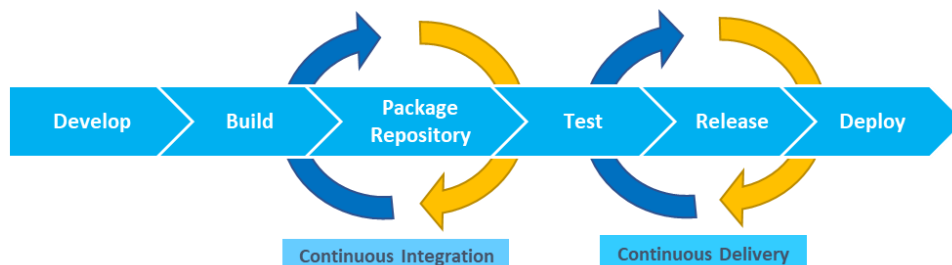 Develop
Build
Package
Repository
Test
Release
Deploy
Continuous Integration
Continuous Delivery